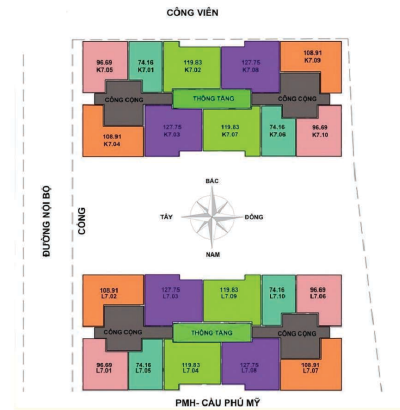 CÔNG VIÊN
96.69
K7.05
74.16
K7.01
119.83
K7.02
127.75
K7.08
108.91
K7.09
CÔNG CỘNG
THÔNG TẦNG
CÔNG CỘNG
108.91
K7.04
127.75
K7.03
119.83
K7.07
74.16
K7.06
96.69
K7.10
ĐƯỜNG NỘI BỘ
CỔNG
BẮC
TÂY
ĐÔNG
NAM
108.91
L7.02
127.75
L7.03
119.83
L7.09
74.16
L7.10
96.69
L7.06
CÔNG CỘNG
THÔNG TẦNG
CÔNG CỘNG
96.69
L7.01
74.16
L7.05
119.83
L7.04
127.75
L7.08
108.91
L7.07
PMH- CẦU PHÚ MỸ